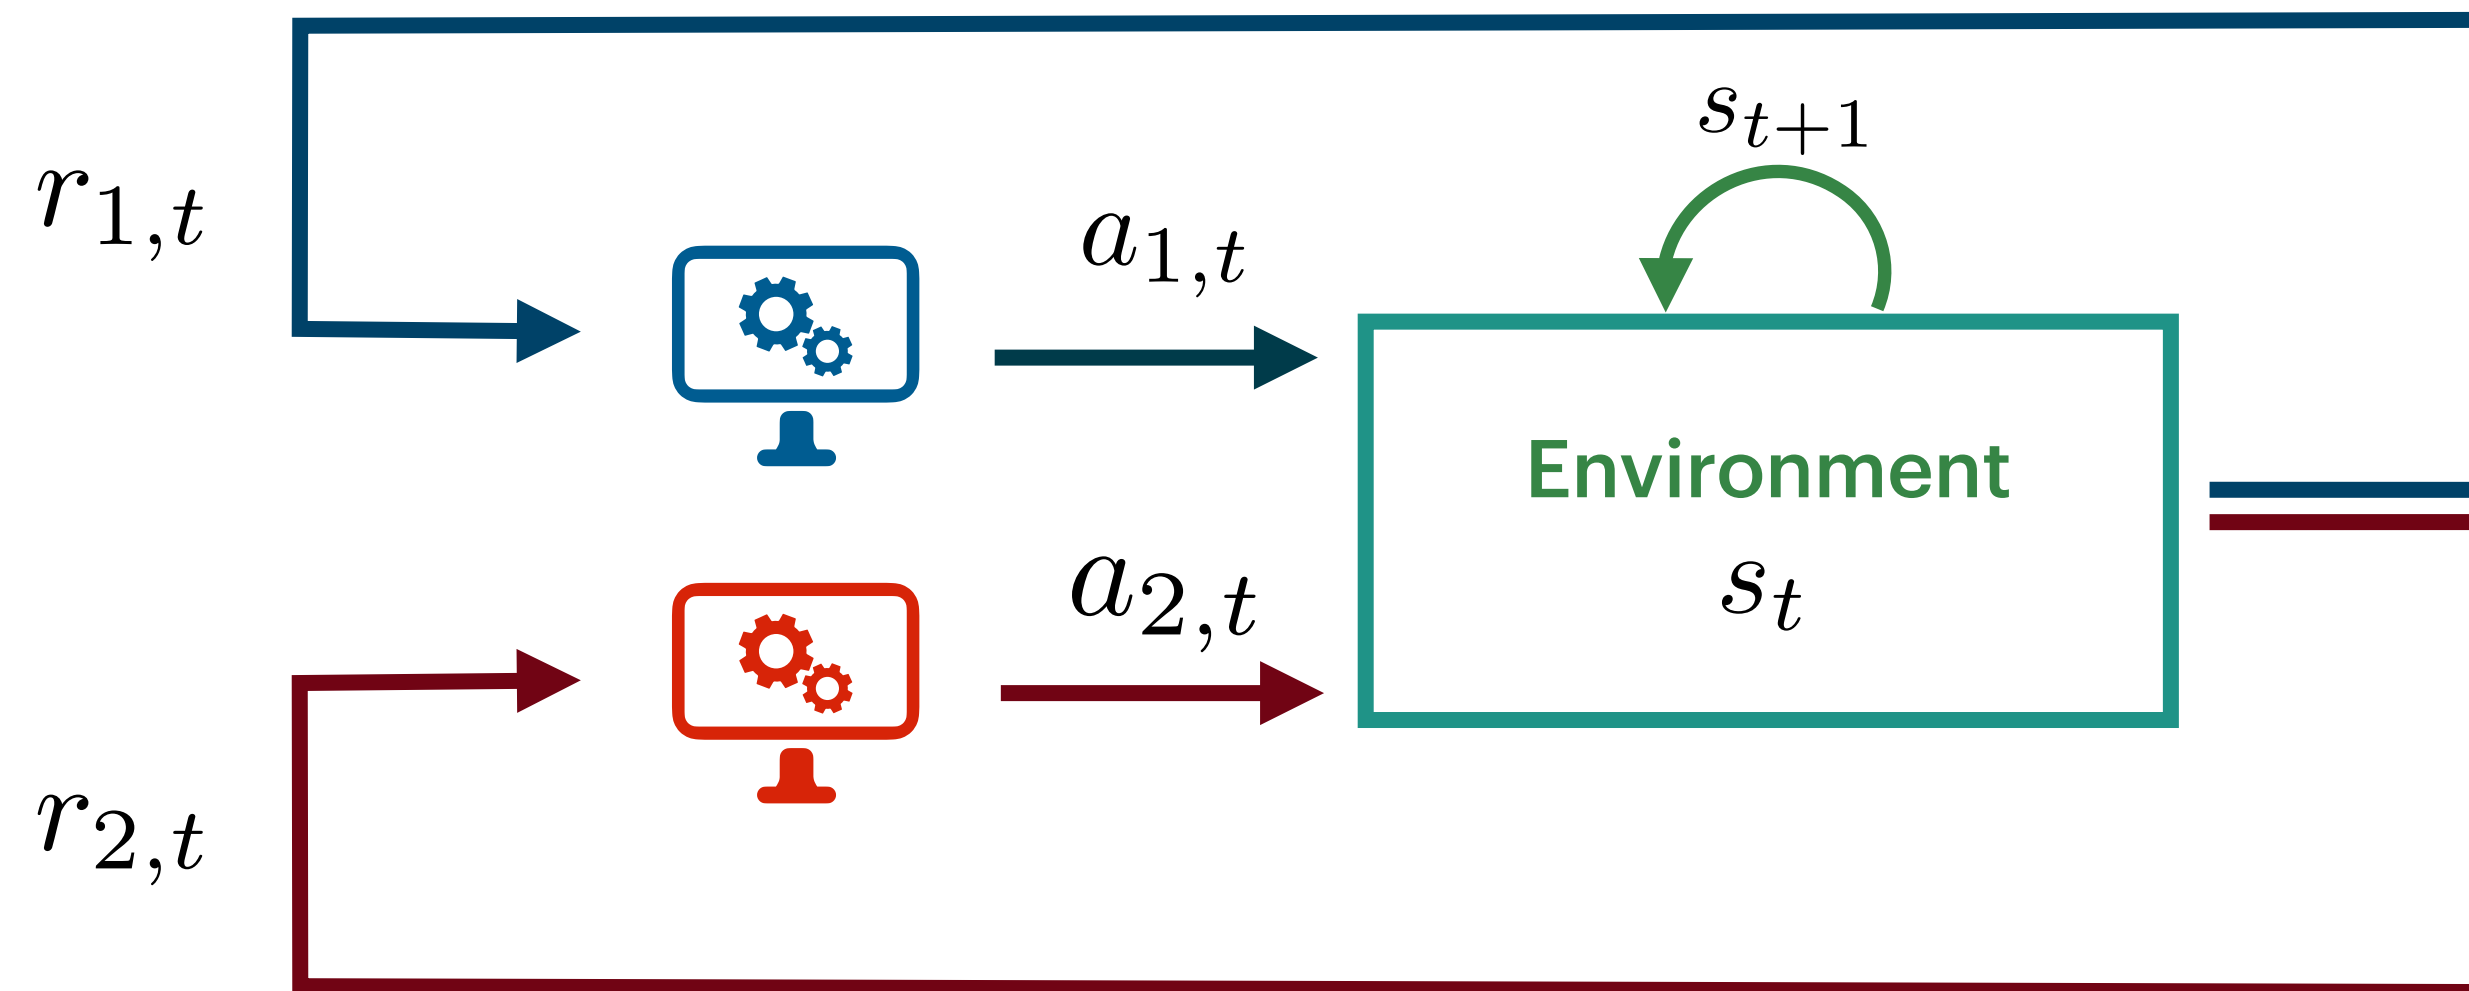 s_{t+1}
r_{1,t}
a_{1,t}
Environment
a_{2,t}
s_t
r_{2,t}